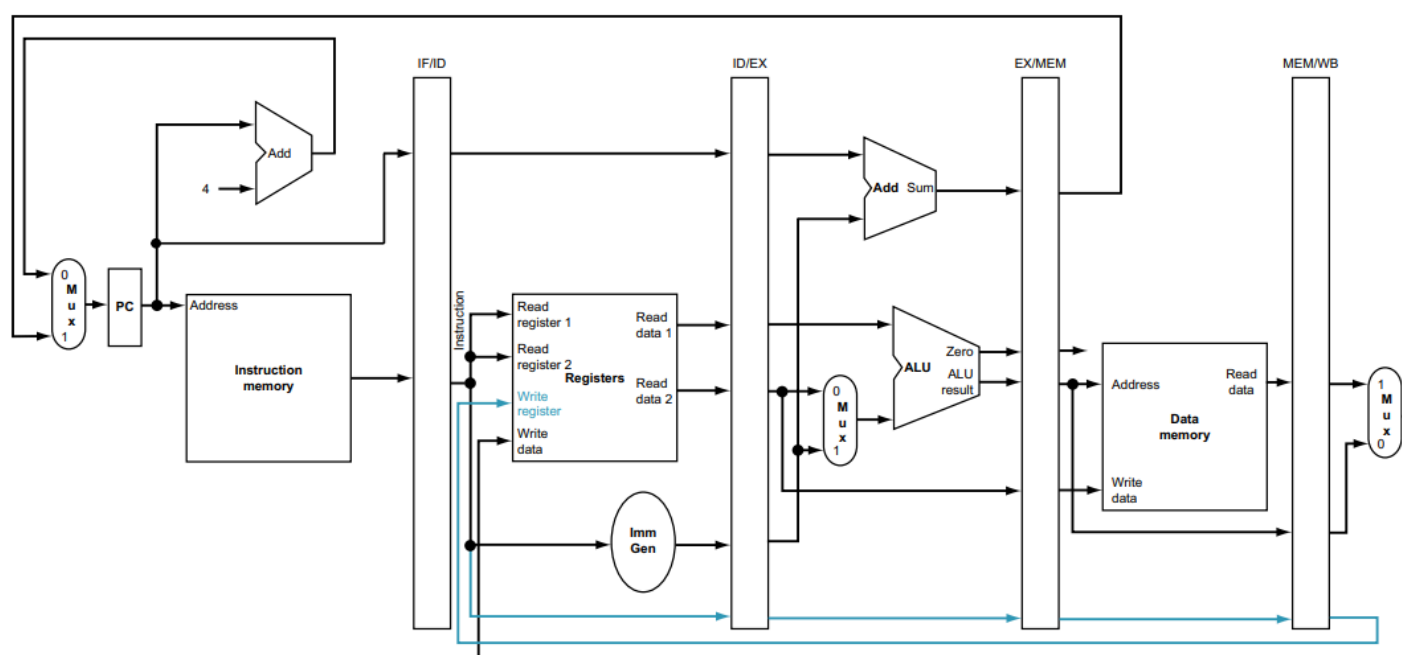 IF/ID
ID/EX
EX/MEM
MEM/WB
Add
4
Add Sum
0
M
u
x
1
PC
Address
Instruction
memory
Instruction
Read
register 1
Read
register 2
Write
register
Write
data
Registers
Read
data 1
Read
data 2
Imm
Gen
0
M
u
x
1
ALU
Zero
ALU
result
Address
Read
data
Data
memory
Write
data
1
M
u
x
0